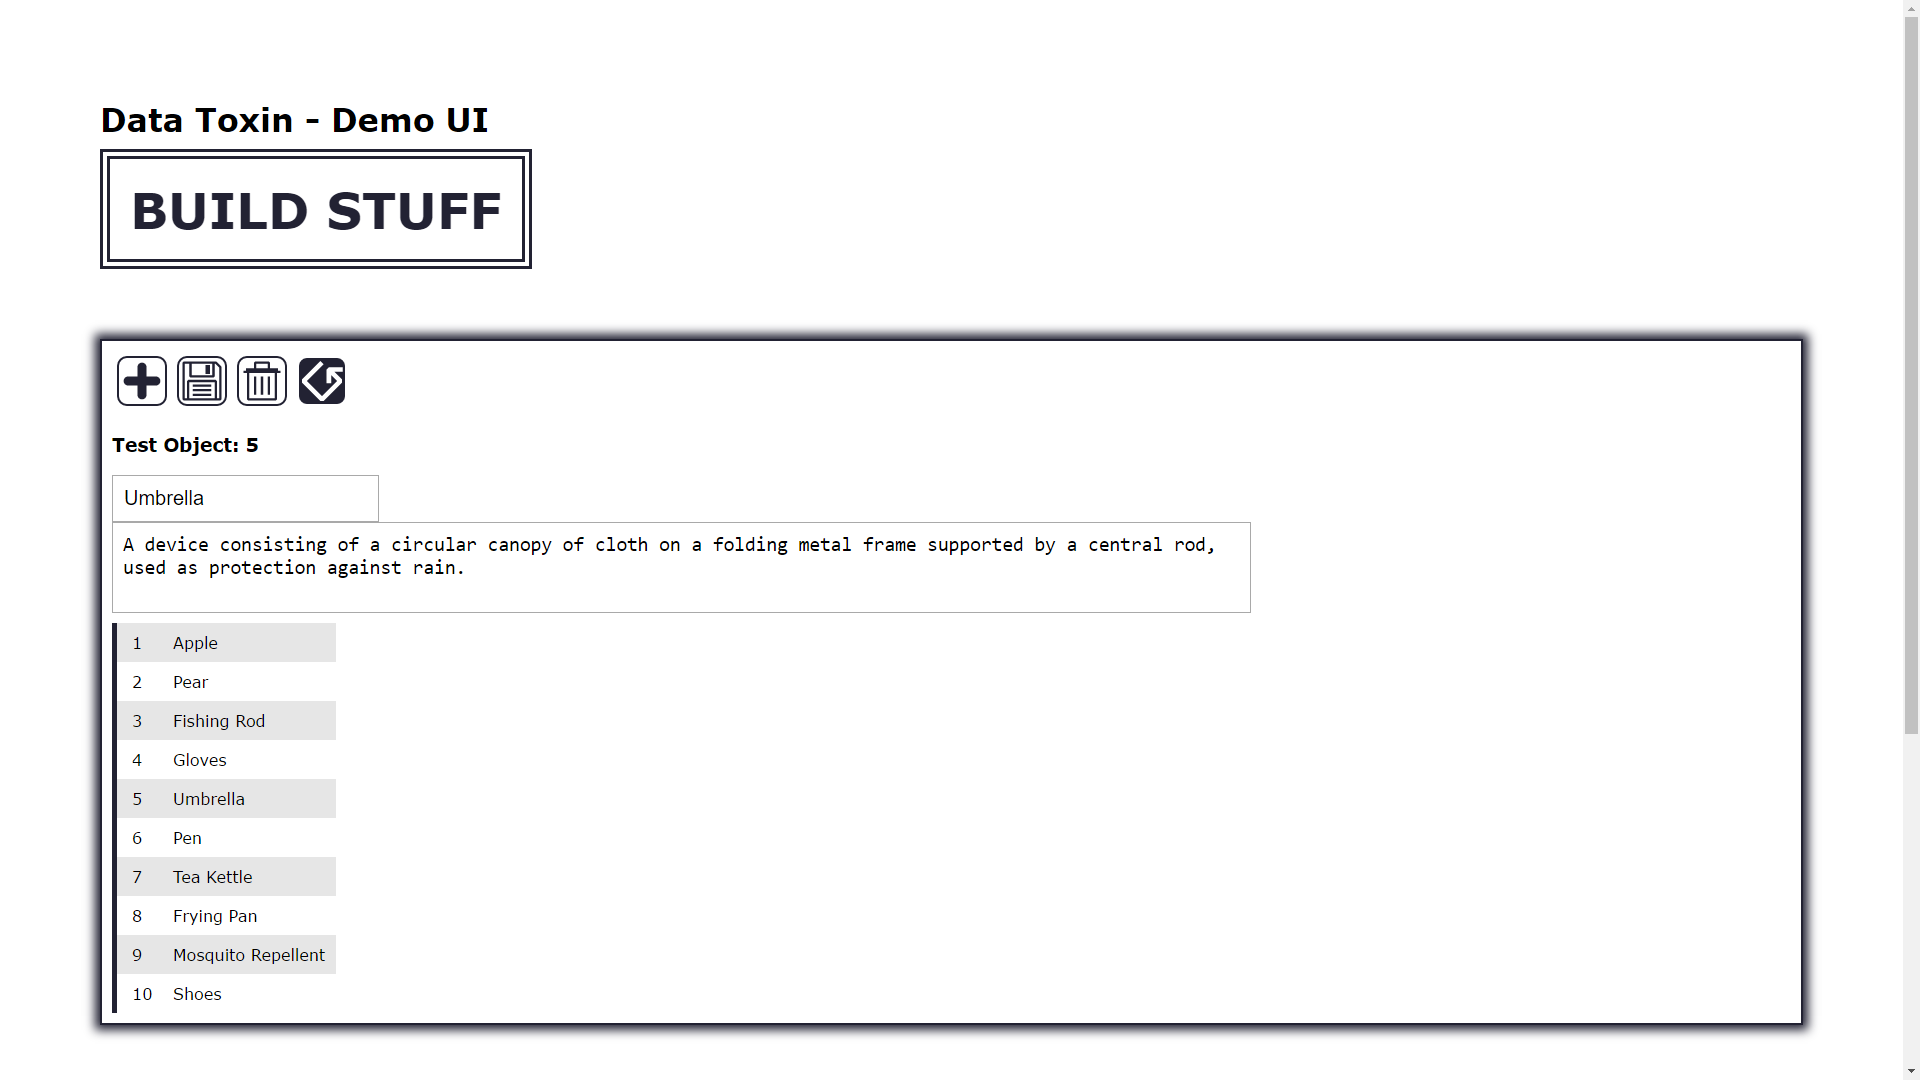 Data Toxin - Demo UI
BUILD STUFF
Test Object: 5
Umbrella
A device consisting of a circular canopy of cloth on a folding metal frame supported by a central rod,
used as protection against rain.
1 Apple
2 Pear
3 Fishing Rod
4 Gloves
5 Umbrella
6 Pen
7 Tea Kettle
8 Frying Pan
9 Mosquito Repellent
10 Shoes